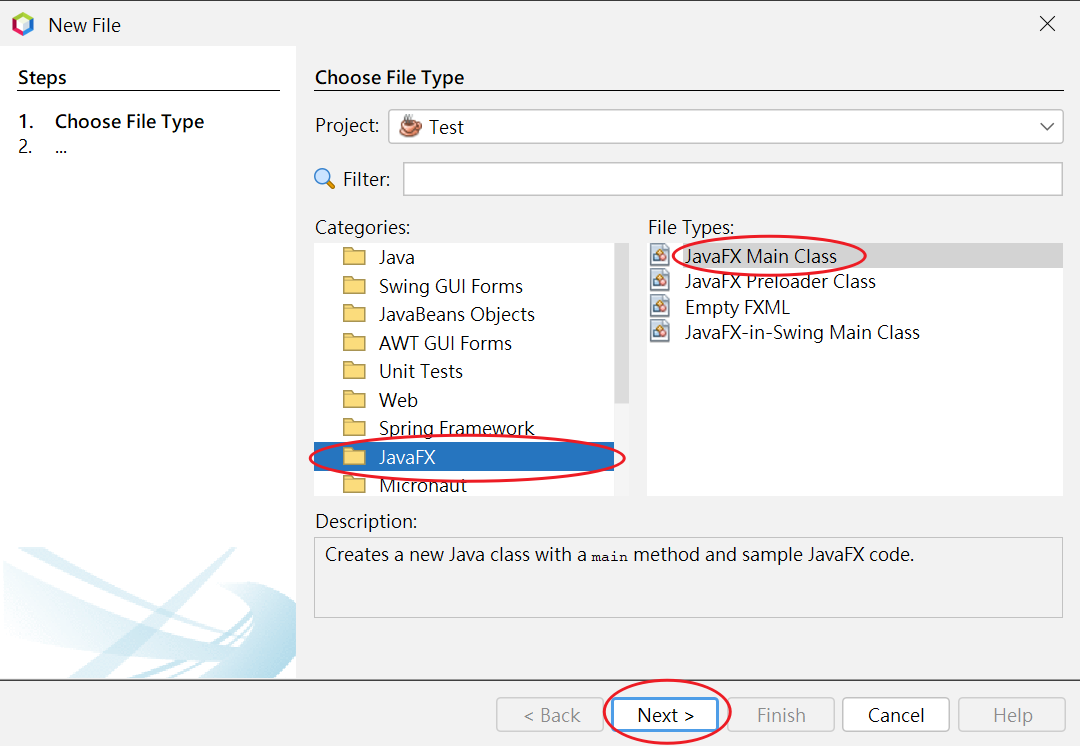 New File
Steps
1. Choose File Type
2. ...
Choose File Type
Project: Test
Filter:
Categories:
Java
Swing GUI Forms
JavaBeans Objects
AWT GUI Forms
Unit Tests
Web
Spring Framework
JavaFX
Micronaut
File Types:
JavaFX Main Class
JavaFX Preloader Class
Empty FXML
JavaFX-in-Swing Main Class
Description:
Creates a new Java class with a main method and sample JavaFX code.
< Back Next > Finish Cancel Help